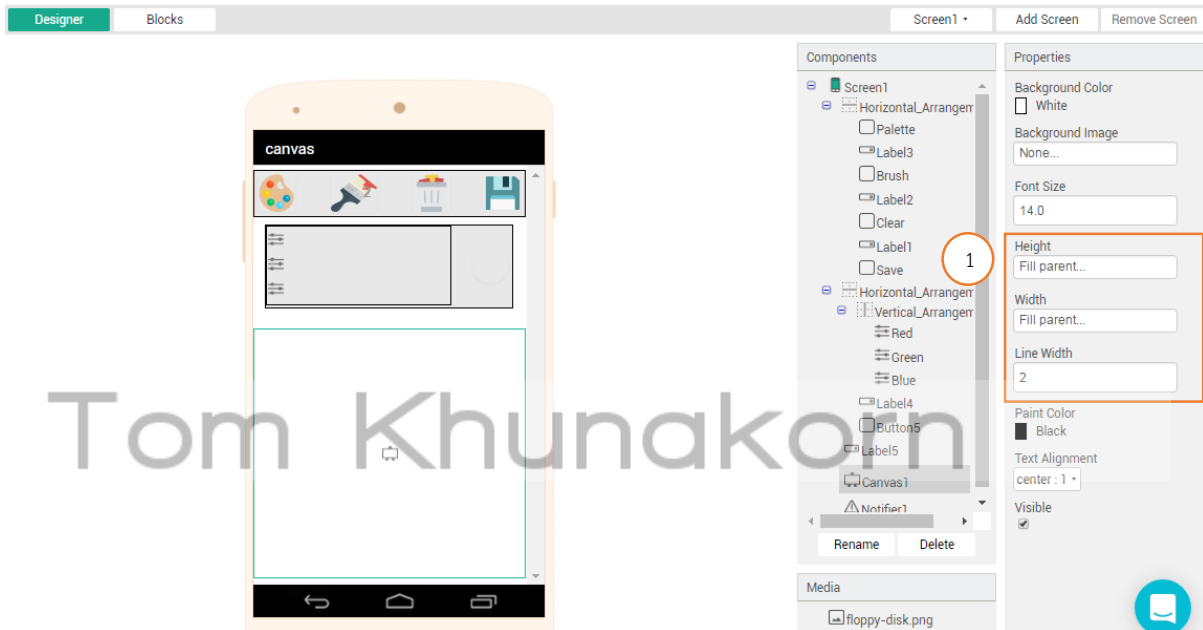 Designer
Blocks
Screen1
Add Screen
Remove Screen
Components
Properties
Screen1
Horizontal_Arrangem
Palette
Label3
Brush
Label2
Clear
Label1
Save
Horizontal_Arrangem
Vertical_Arrangem
Red
Green
Blue
Label4
Button5
Label5
Canvas1
Notifier1
Rename
Delete
Media
floppy-disk.png
Background Color
White
Background Image
None...
Font Size
14.0
1
Height
Fill parent...
Width
Fill parent...
Line Width
2
Paint Color
Black
Text Alignment
center : 1
Visible
canvas
2
Tom Khunakorn